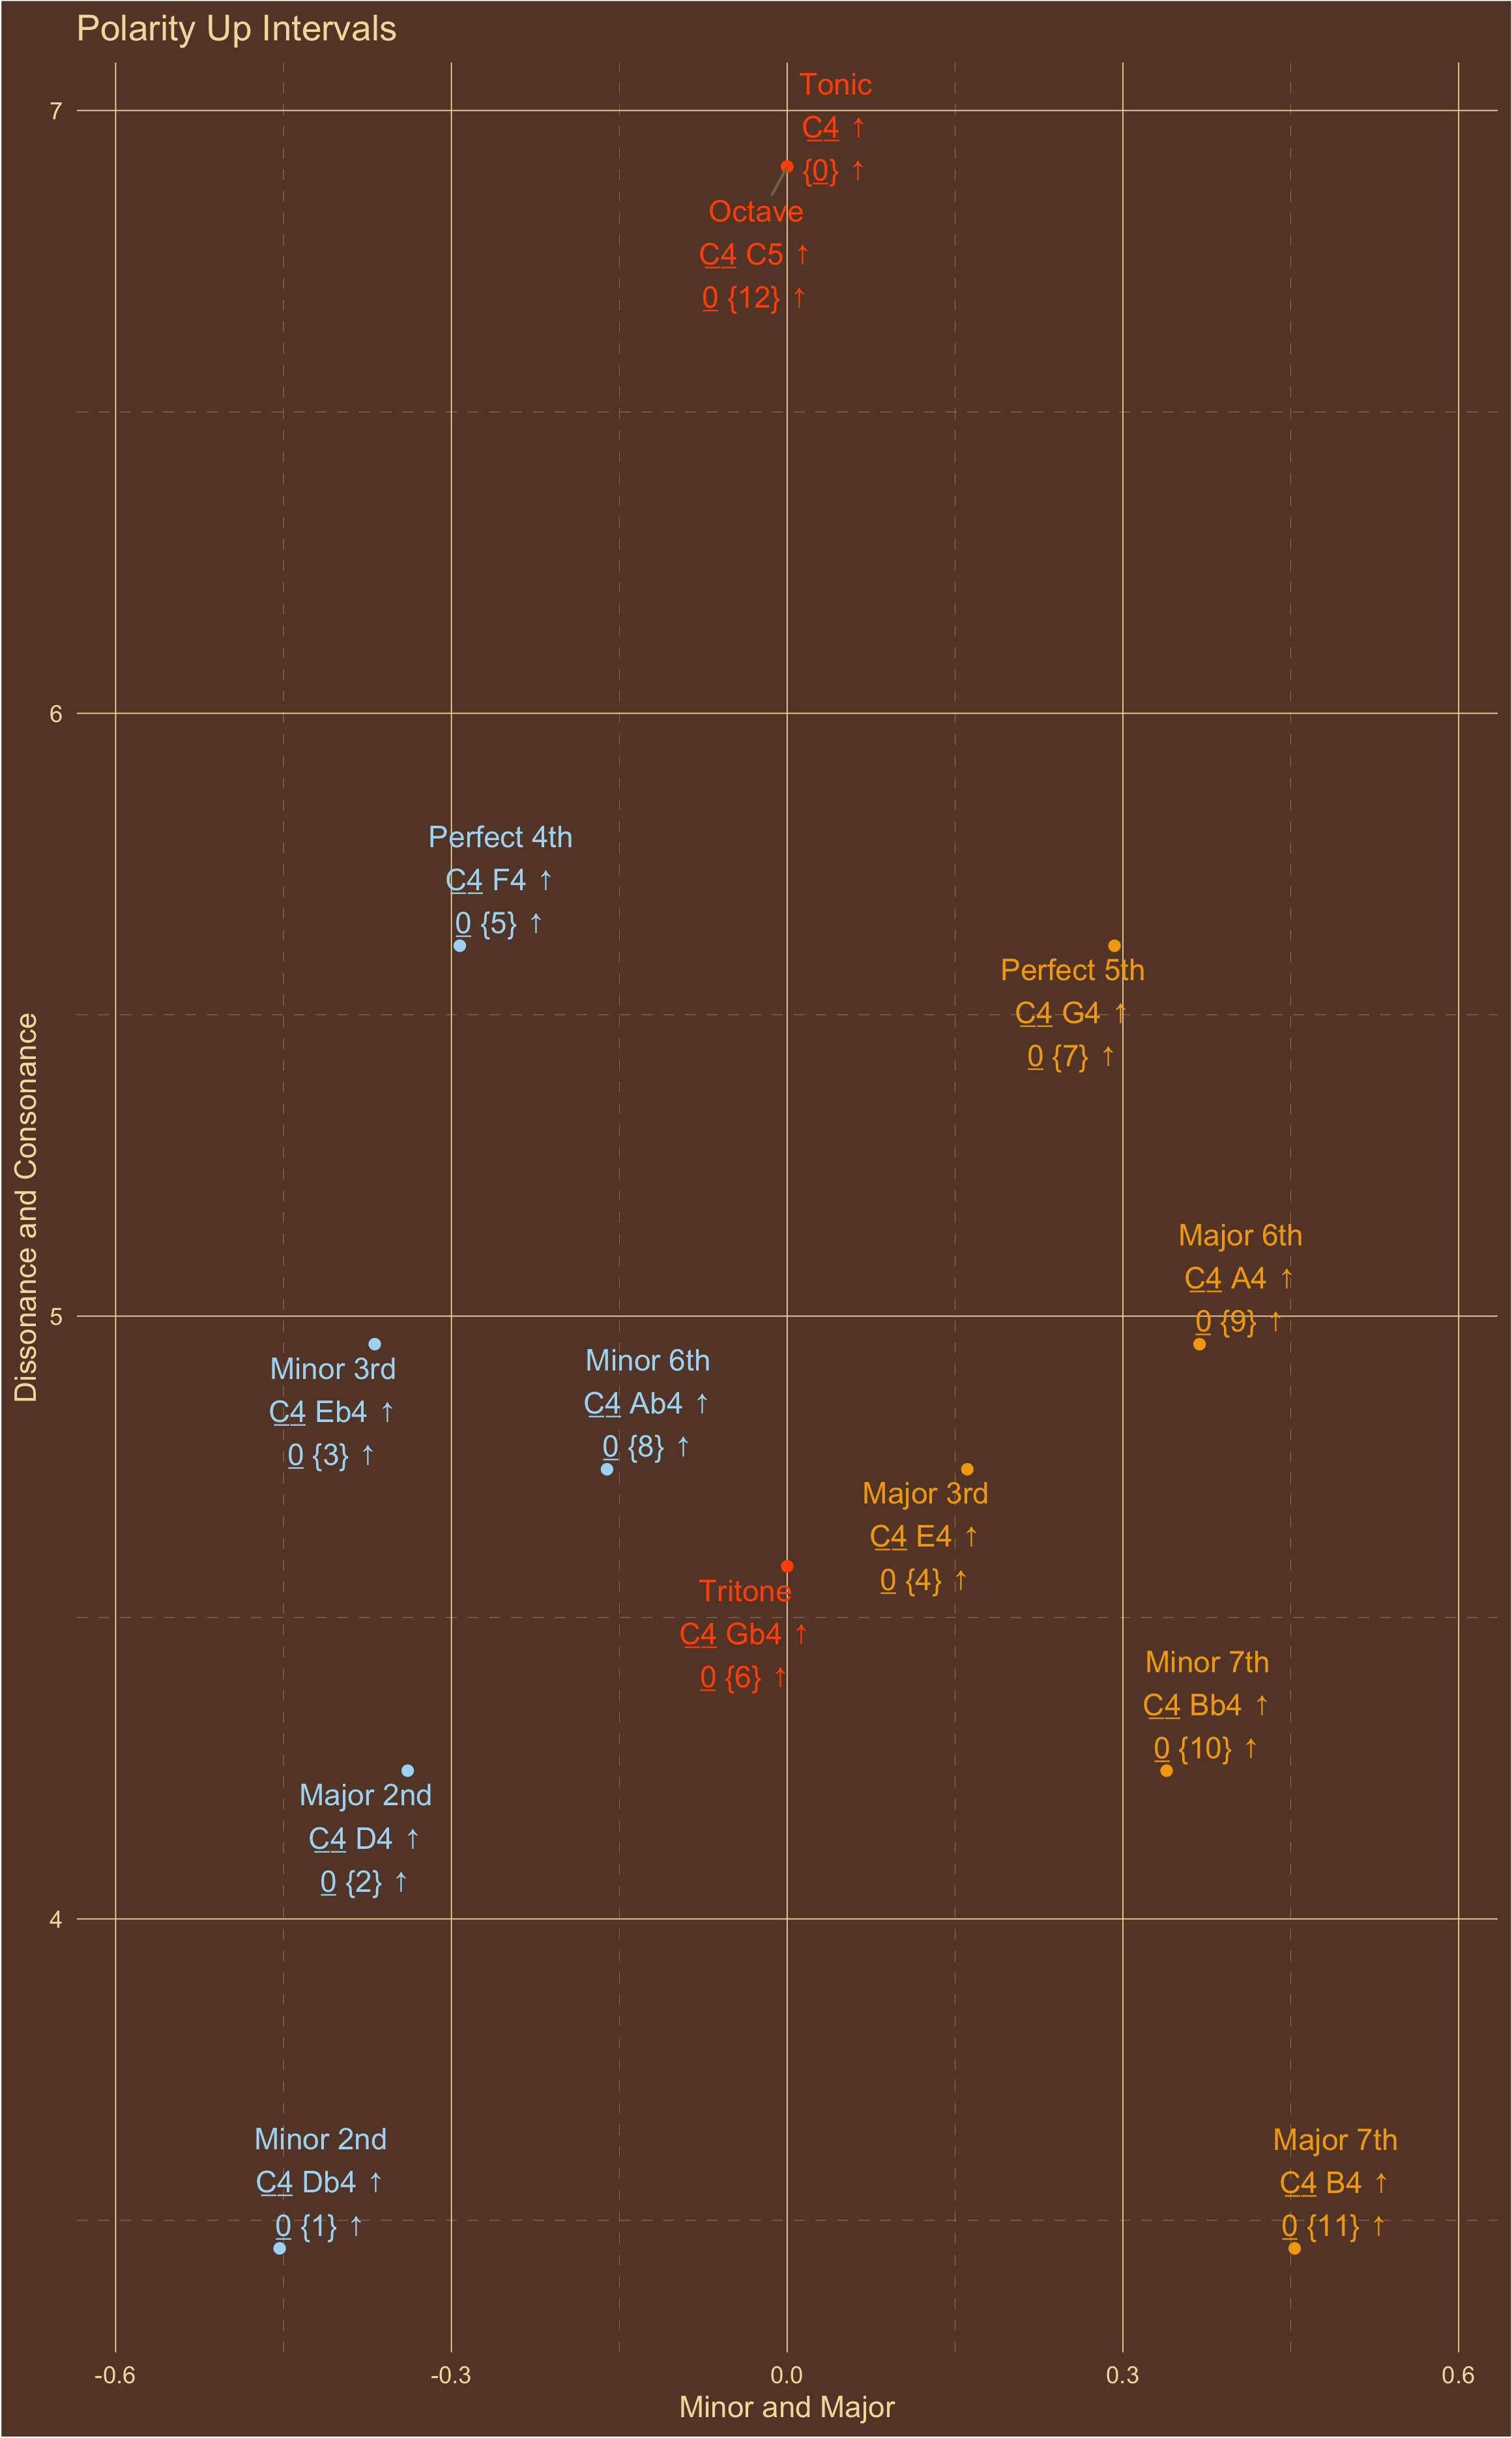 Polarity Up Intervals
Tonic
7
C4 ↑
{0} ↑
Octave
C4 C5 ↑
0 {12} ↑
6
Perfect 4th
C4 F4 ↑
0 {5} ↑
Perfect 5th
C4 G4 ↑
0 {7} ↑
Dissonance and Consonance
Major 6th
C4 A4 ↑
0 {9} ↑
5
Minor 3rd
C4 Eb4 ↑
0 {3} ↑
Minor 6th
C4 Ab4 ↑
0 {8} ↑
Major 3rd
C4 E4 ↑
0 {4} ↑
Tritone
C4 Gb4 ↑
0 {6} ↑
Minor 7th
C4 Bb4 ↑
0 {10} ↑
Major 2nd
C4 D4 ↑
0 {2} ↑
4
Minor 2nd
C4 Db4 ↑
0 {1} ↑
Major 7th
C4 B4 ↑
0 {11} ↑
-0.6 -0.3 0.0 0.3 0.6
Minor and Major